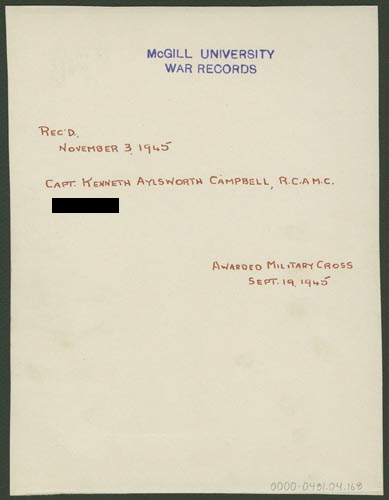 McGILL UNIVERSITY
WAR RECORDS
REC'D.
NOVEMBER 3, 1945
CAPT. KENNETH AYLSWORTH CAMPBELL, R.C.A.M.C.
AWARDED MILITARY CROSS
SEPT. 19, 1945
0000-0481.04.168